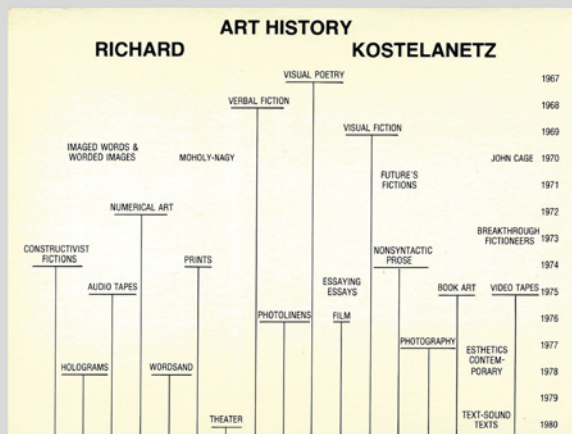 ART HISTORY
RICHARD KOSTELANETZ
VISUAL POETRY 1967
VERBAL FICTION 1968
VISUAL FICTION 1969
IMAGED WORDS &
WORDED IMAGES
MOHOLY-NAGY
JOHN CAGE 1970
FUTURE'S
FICTIONS
1971
NUMERICAL ART 1972
BREAKTHROUGH
FICTIONEERS
1973
CONSTRUCTIVIST
FICTIONS
PRINTS
NONSYNTACTIC
PROSE
1974
AUDIO TAPES
ESSAYING
ESSAYS
BOOK ART
VIDEO TAPES
1975
PHOTOLINENS
FILM
1976
PHOTOGRAPHY
1977
ESTHETICS
CONTEM-
PORARY
HOLOGRAMS
WORDSAND
1978
1979
THEATER
TEXT-SOUND
TEXTS
1980